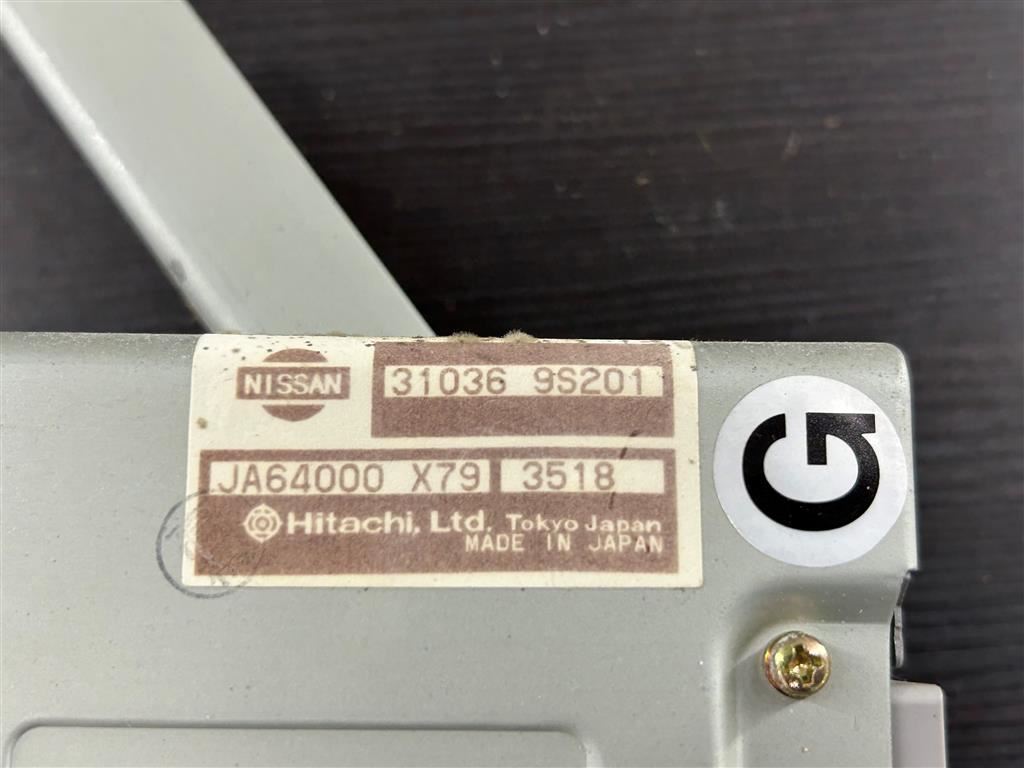 NISSAN
31036 9S201
JA64000 X79 3518
Hitachi, Ltd. Tokyo Japan
MADE IN JAPAN
G